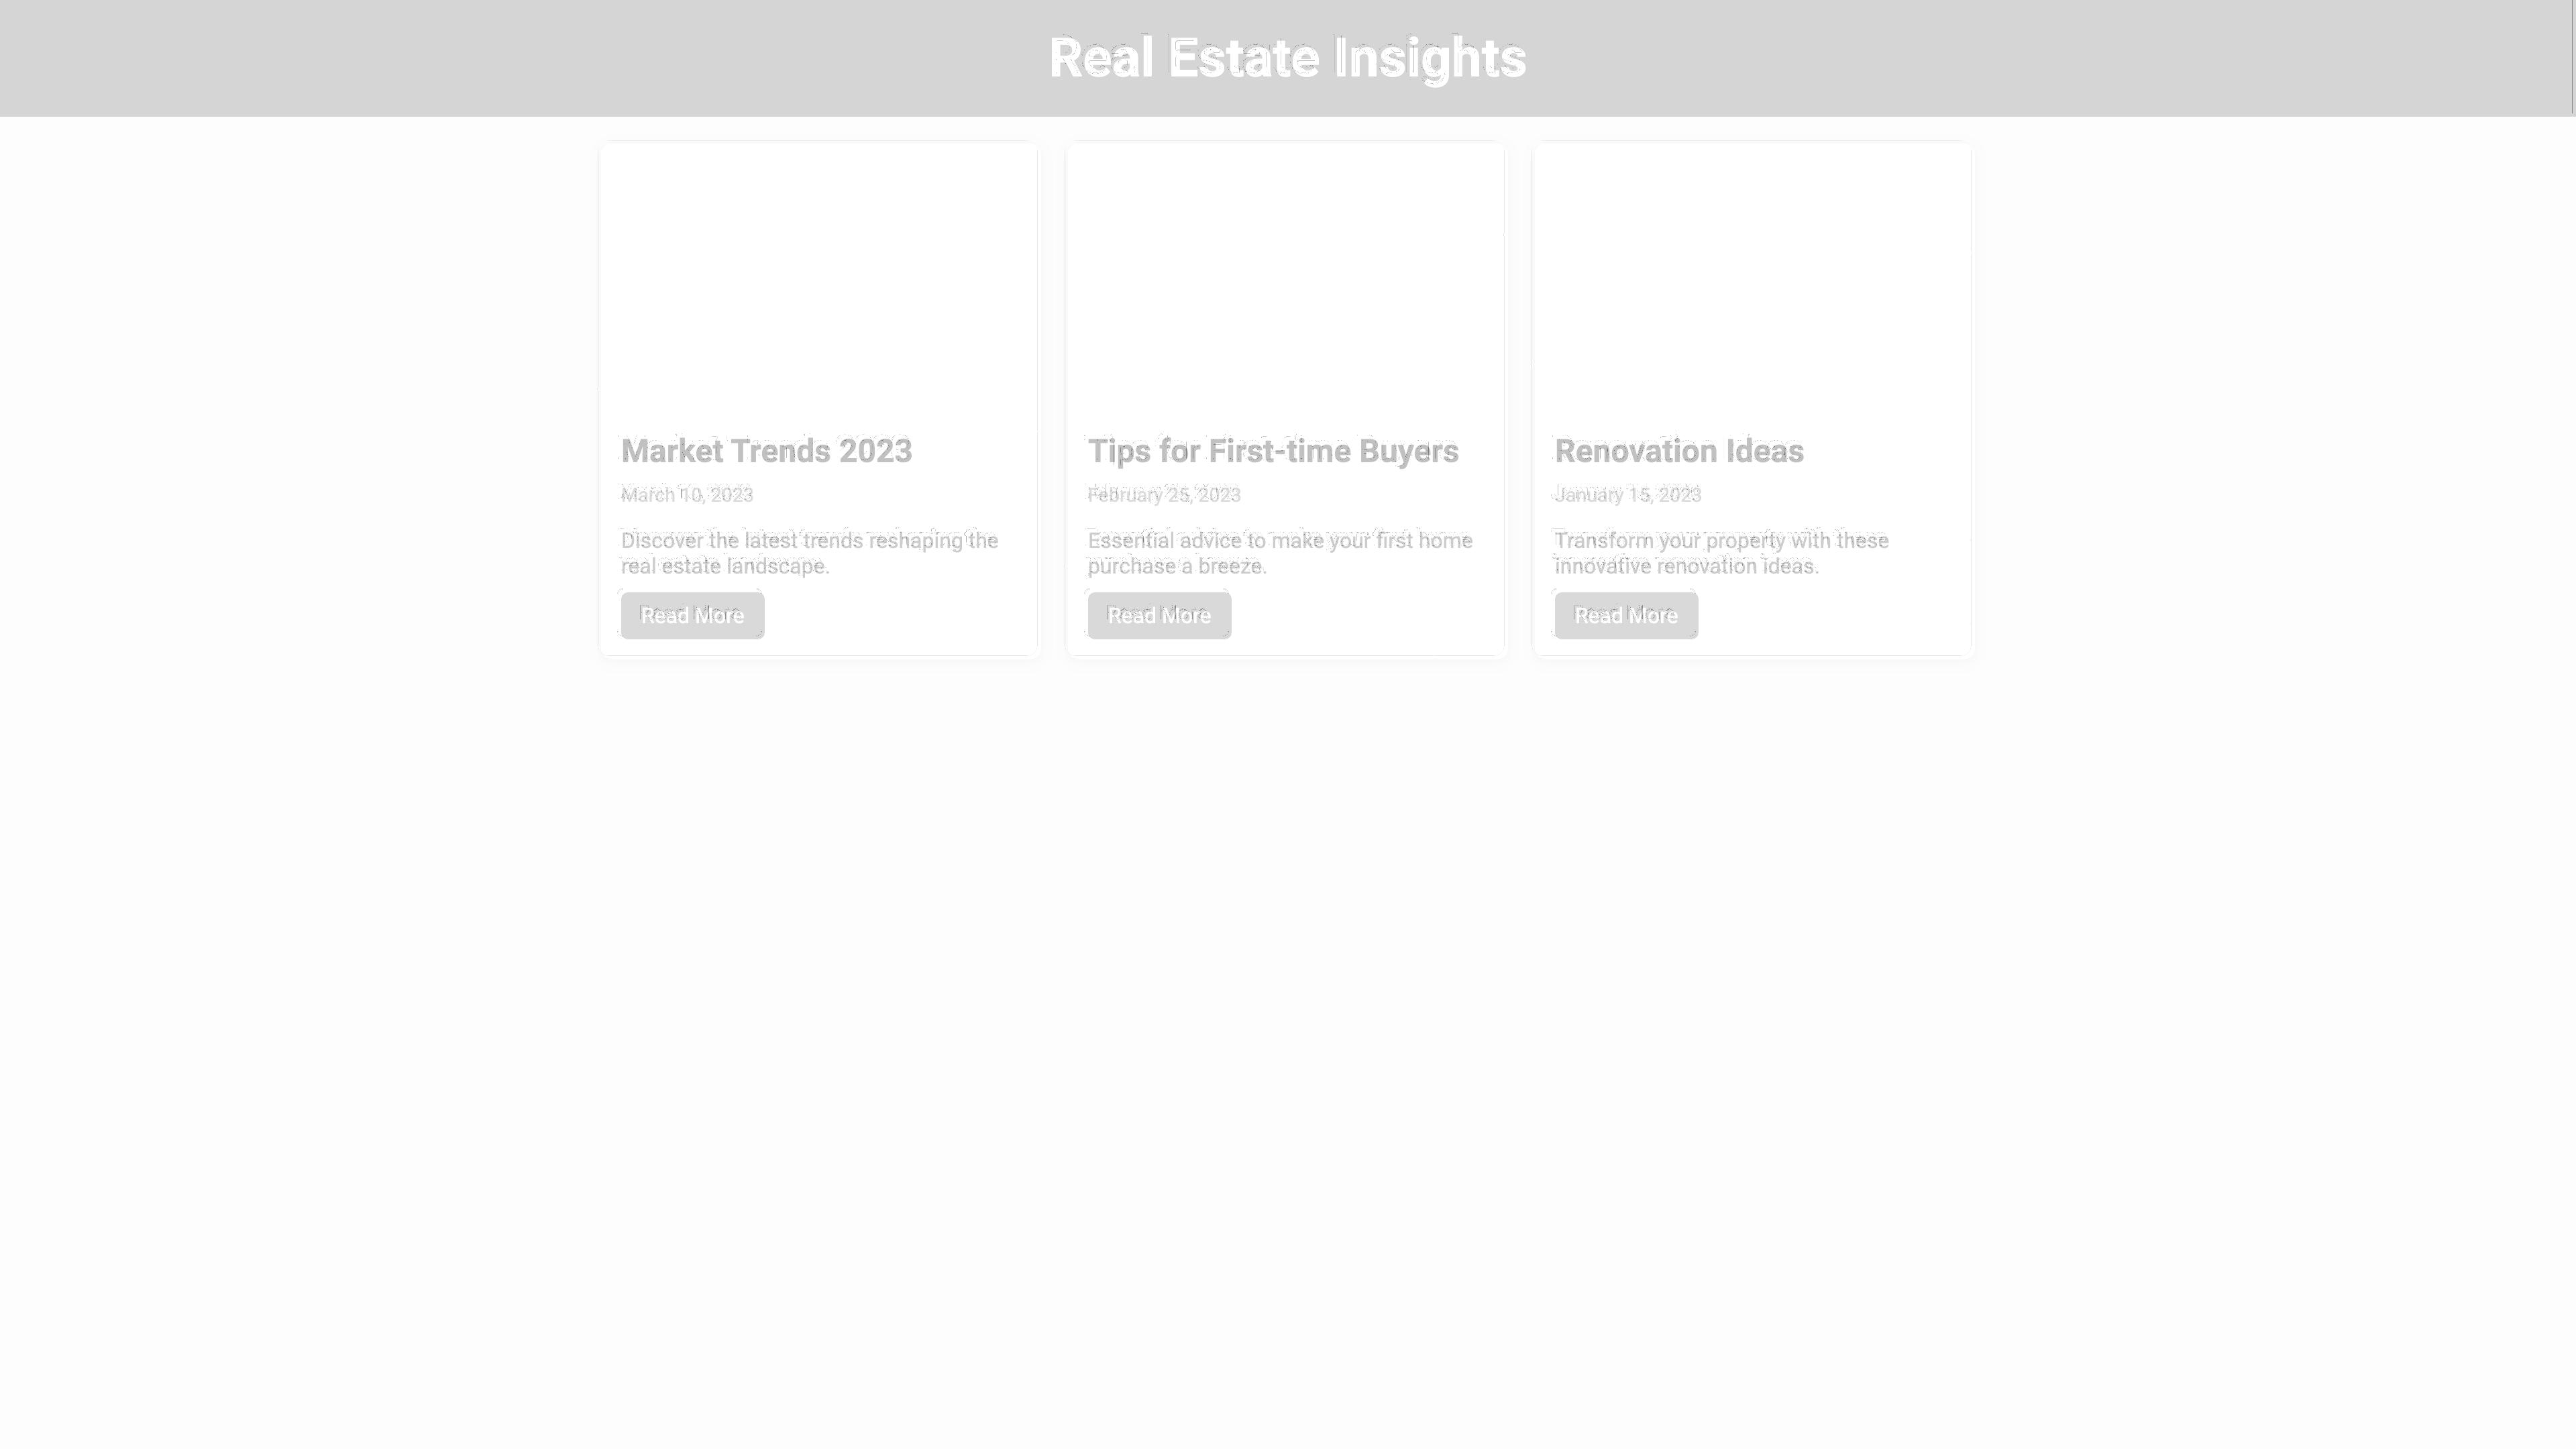 Real Estate Insights
Market Trends 2023
March 10, 2023
Discover the latest trends reshaping the
real estate landscape.
Read More
Tips for First-time Buyers
February 25, 2023
Essential advice to make your first home
purchase a breeze.
Read More
Renovation Ideas
January 15, 2023
Transform your property with these
innovative renovation ideas.
Read More